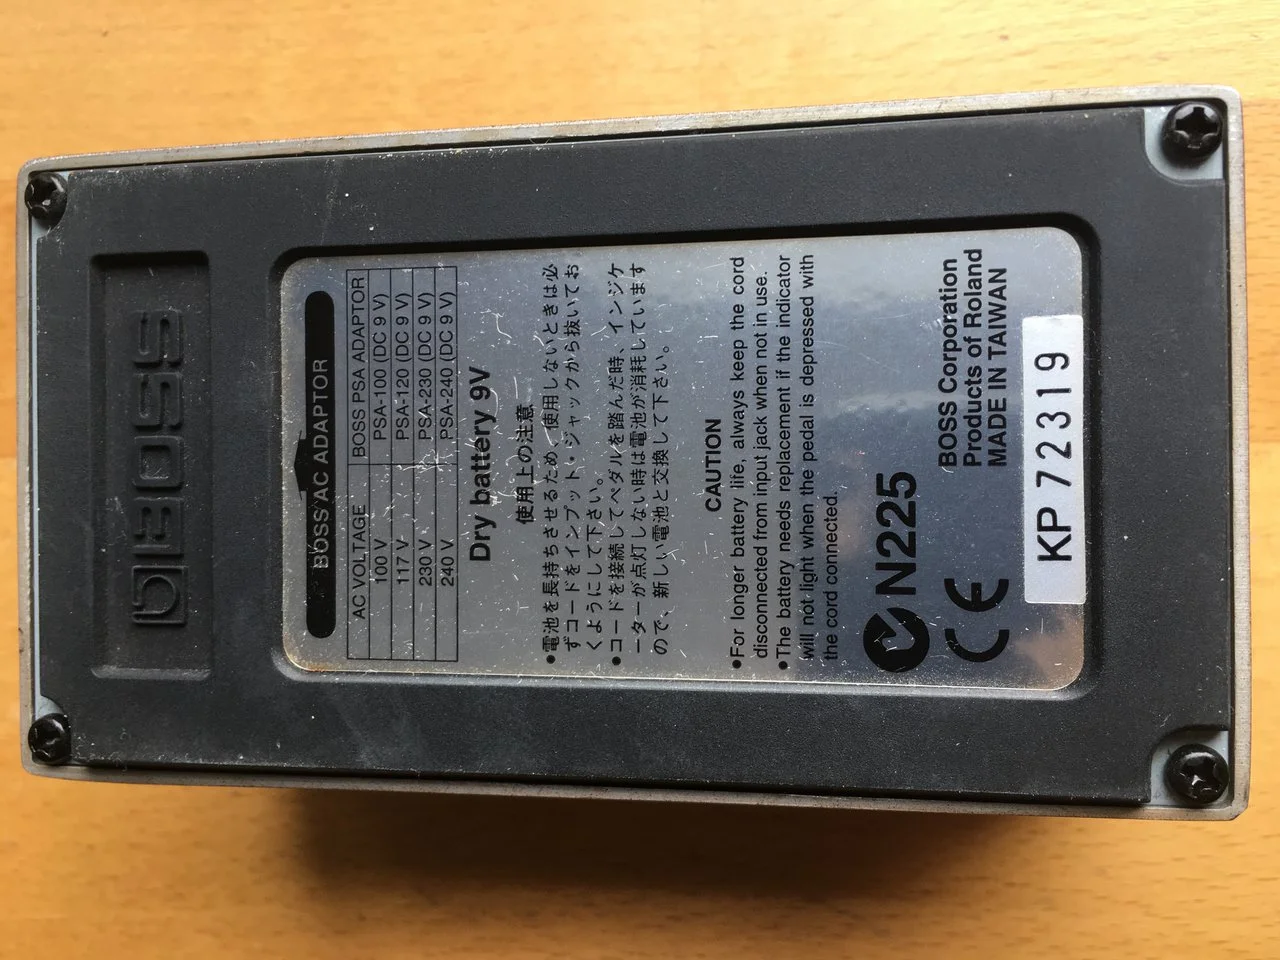 BOSS
BOSS AC ADAPTOR
AC VOLTAGE BOSS PSA ADAPTOR
100 V PSA-100 (DC 9 V)
117 V PSA-120 (DC 9 V)
230 V PSA-230 (DC 9 V)
240 V PSA-240 (DC 9 V)
Dry battery 9V
使用上の注意
•電池を長持ちさせるため、使用しないときは必
ずコードをインプット・ジャックから抜いてお
くようにして下さい。
•コードを接続してペダルを踏んだ時、インジケ
ーターが点灯しない時は電池が消耗しています
ので、新しい電池と交換して下さい。
CAUTION
•For longer battery life, always keep the cord
disconnected from input jack when not in use.
•The battery needs replacement if the indicator
will not light when the pedal is depressed with
the cord connected.
N225
CE
BOSS Corporation
Products of Roland
MADE IN TAIWAN
KP 72319